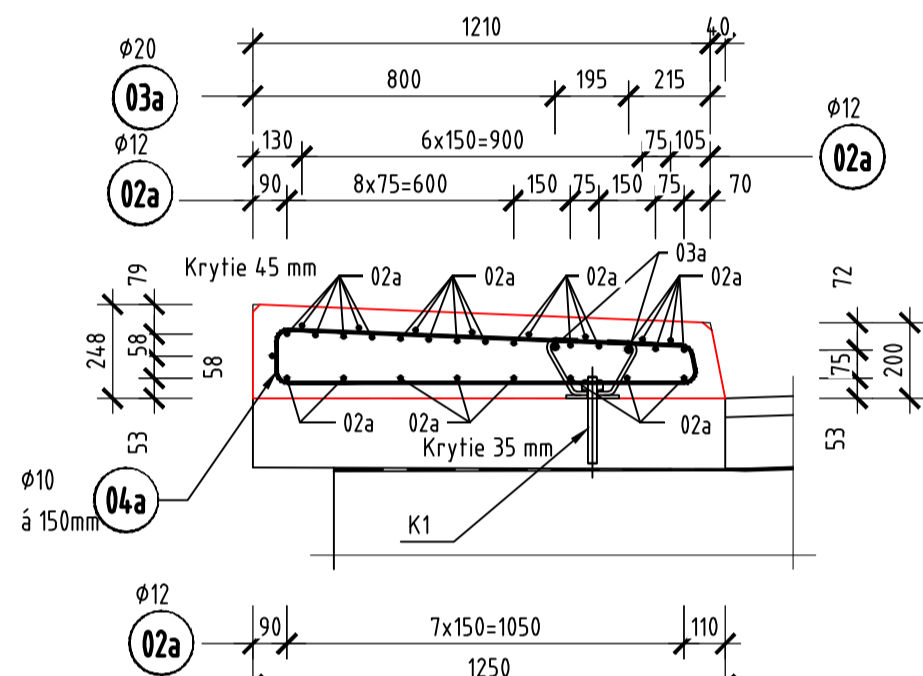 1210
40
ϕ20
03a
800
195
215
ϕ12
130
6x150=900
75
105
ϕ12
02a
02a
90
8x75=600
150
75
150
75
70
Krytie 45 mm
02a
02a
02a
03a
02a
79
58
248
58
53
72
75
200
53
02a
02a
02a
Krytie 35 mm
ϕ10
04a
á 150mm
K1
ϕ12
02a
90
7x150=1050
110
1250